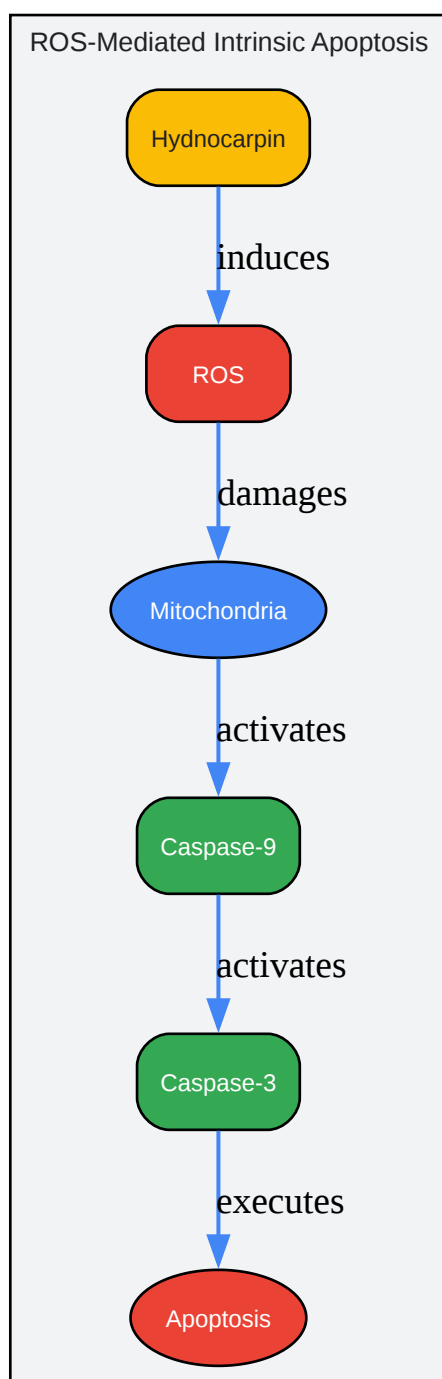 ROS-Mediated Intrinsic Apoptosis
Hydnocarpin
induces
ROS
damages
Mitochondria
activates
Caspase-9
activates
Caspase-3
executes
Apoptosis